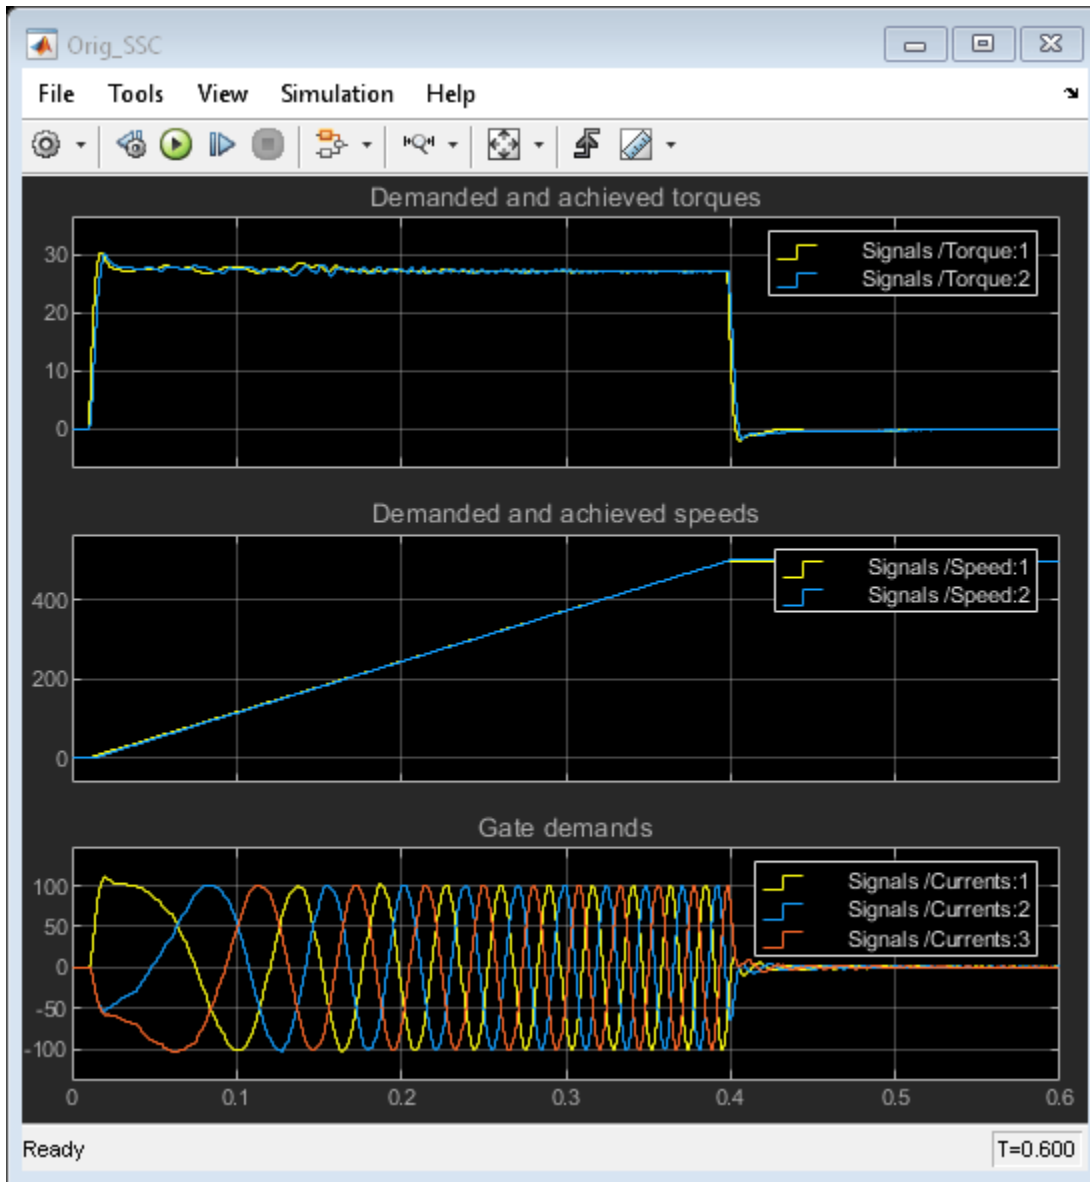 Orig_SSC
File Tools View Simulation Help
Demanded and achieved torques
30
20
10
0
Signals /Torque:1
Signals /Torque:2
Demanded and achieved speeds
400
200
0
Signals /Speed:1
Signals /Speed:2
Gate demands
100
50
0
-50
-100
Signals /Currents:1
Signals /Currents:2
Signals /Currents:3
0 0.1 0.2 0.3 0.4 0.5 0.6
Ready T=0.600